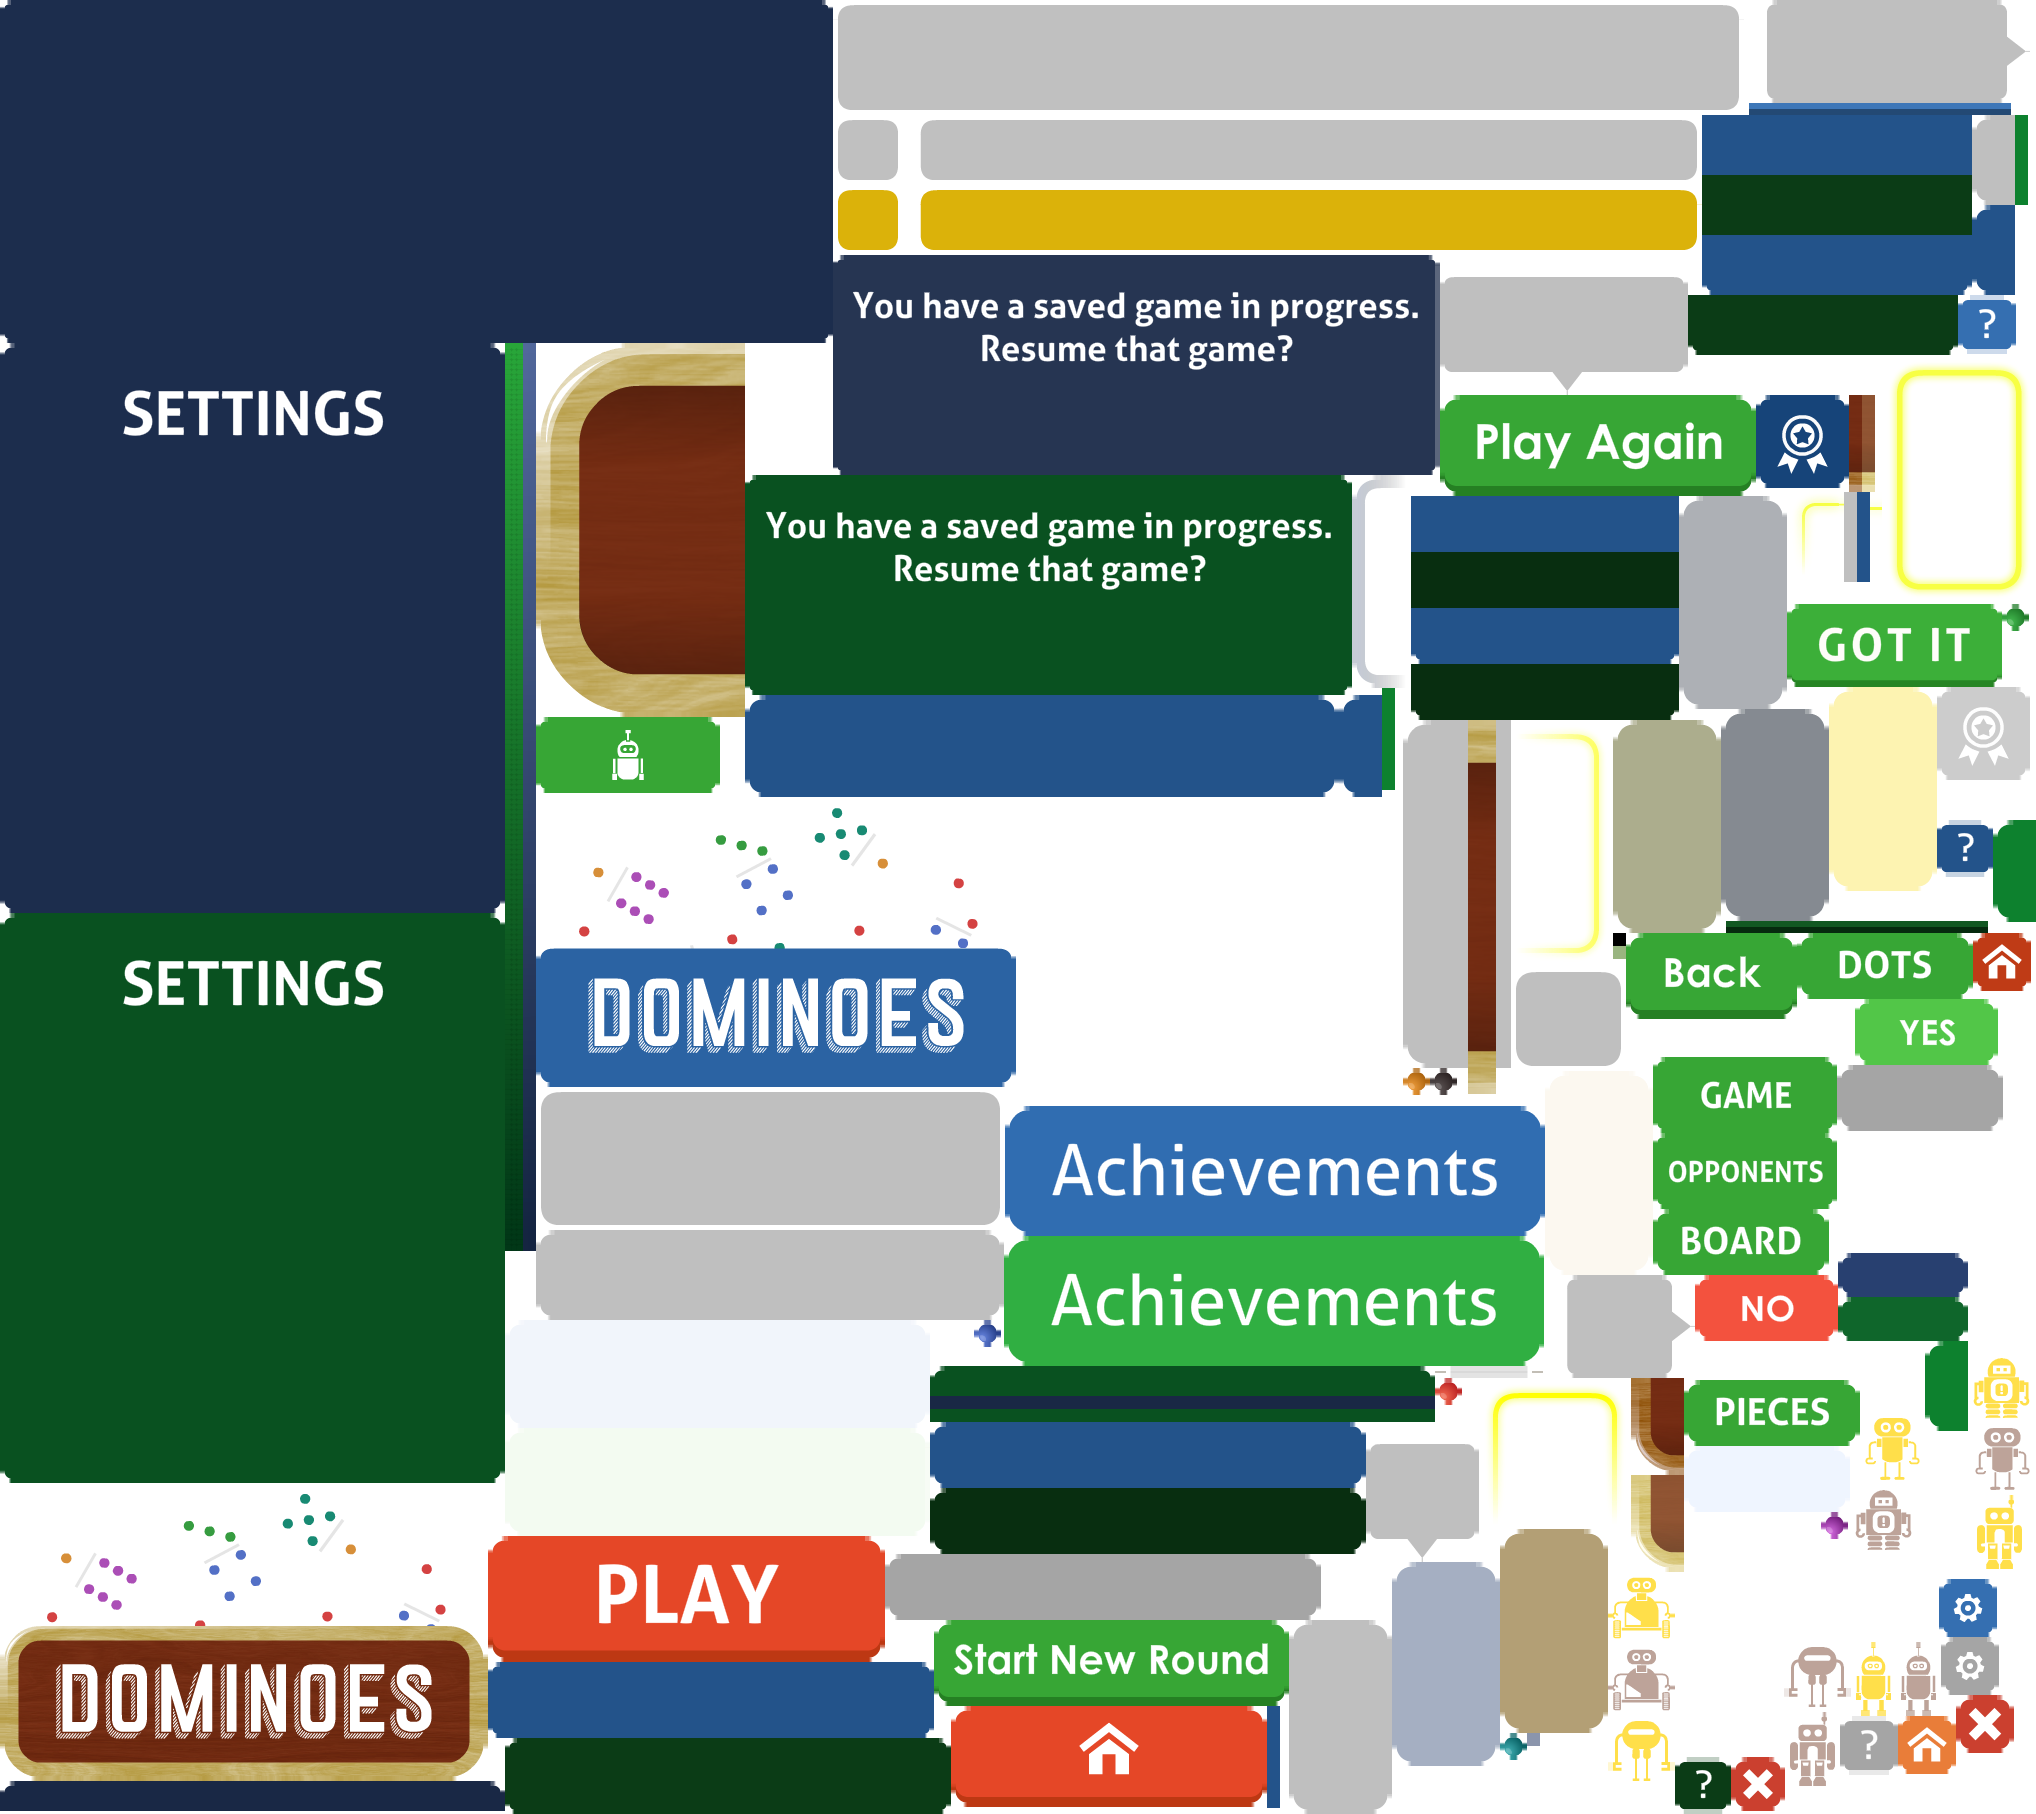 You have a saved game in progress.
Resume that game?
?
SETTINGS
Play Again
You have a saved game in progress.
Resume that game?
GOT IT
?
SETTINGS
DOMINOES
Back
DOTS
YES
GAME
Achievements
OPPONENTS
BOARD
Achievements
NO
PIECES
PLAY
Start New Round
DOMINOES
?
?